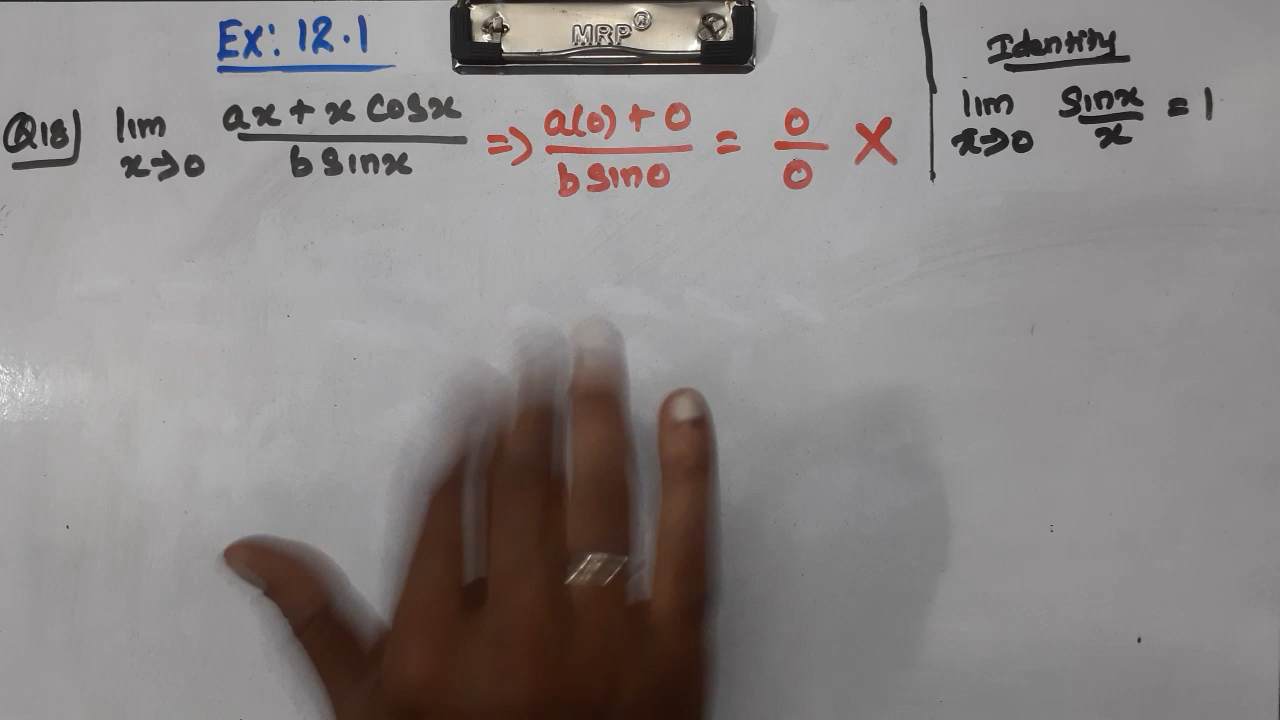 Ex: 12.1
MRP®
Identity
Q18) lim x→0 (ax + x cosx)/(b sinx) ⇒ (a(0) + 0)/(b sin0) = 0/0 ×
lim x→0 sinx/x = 1